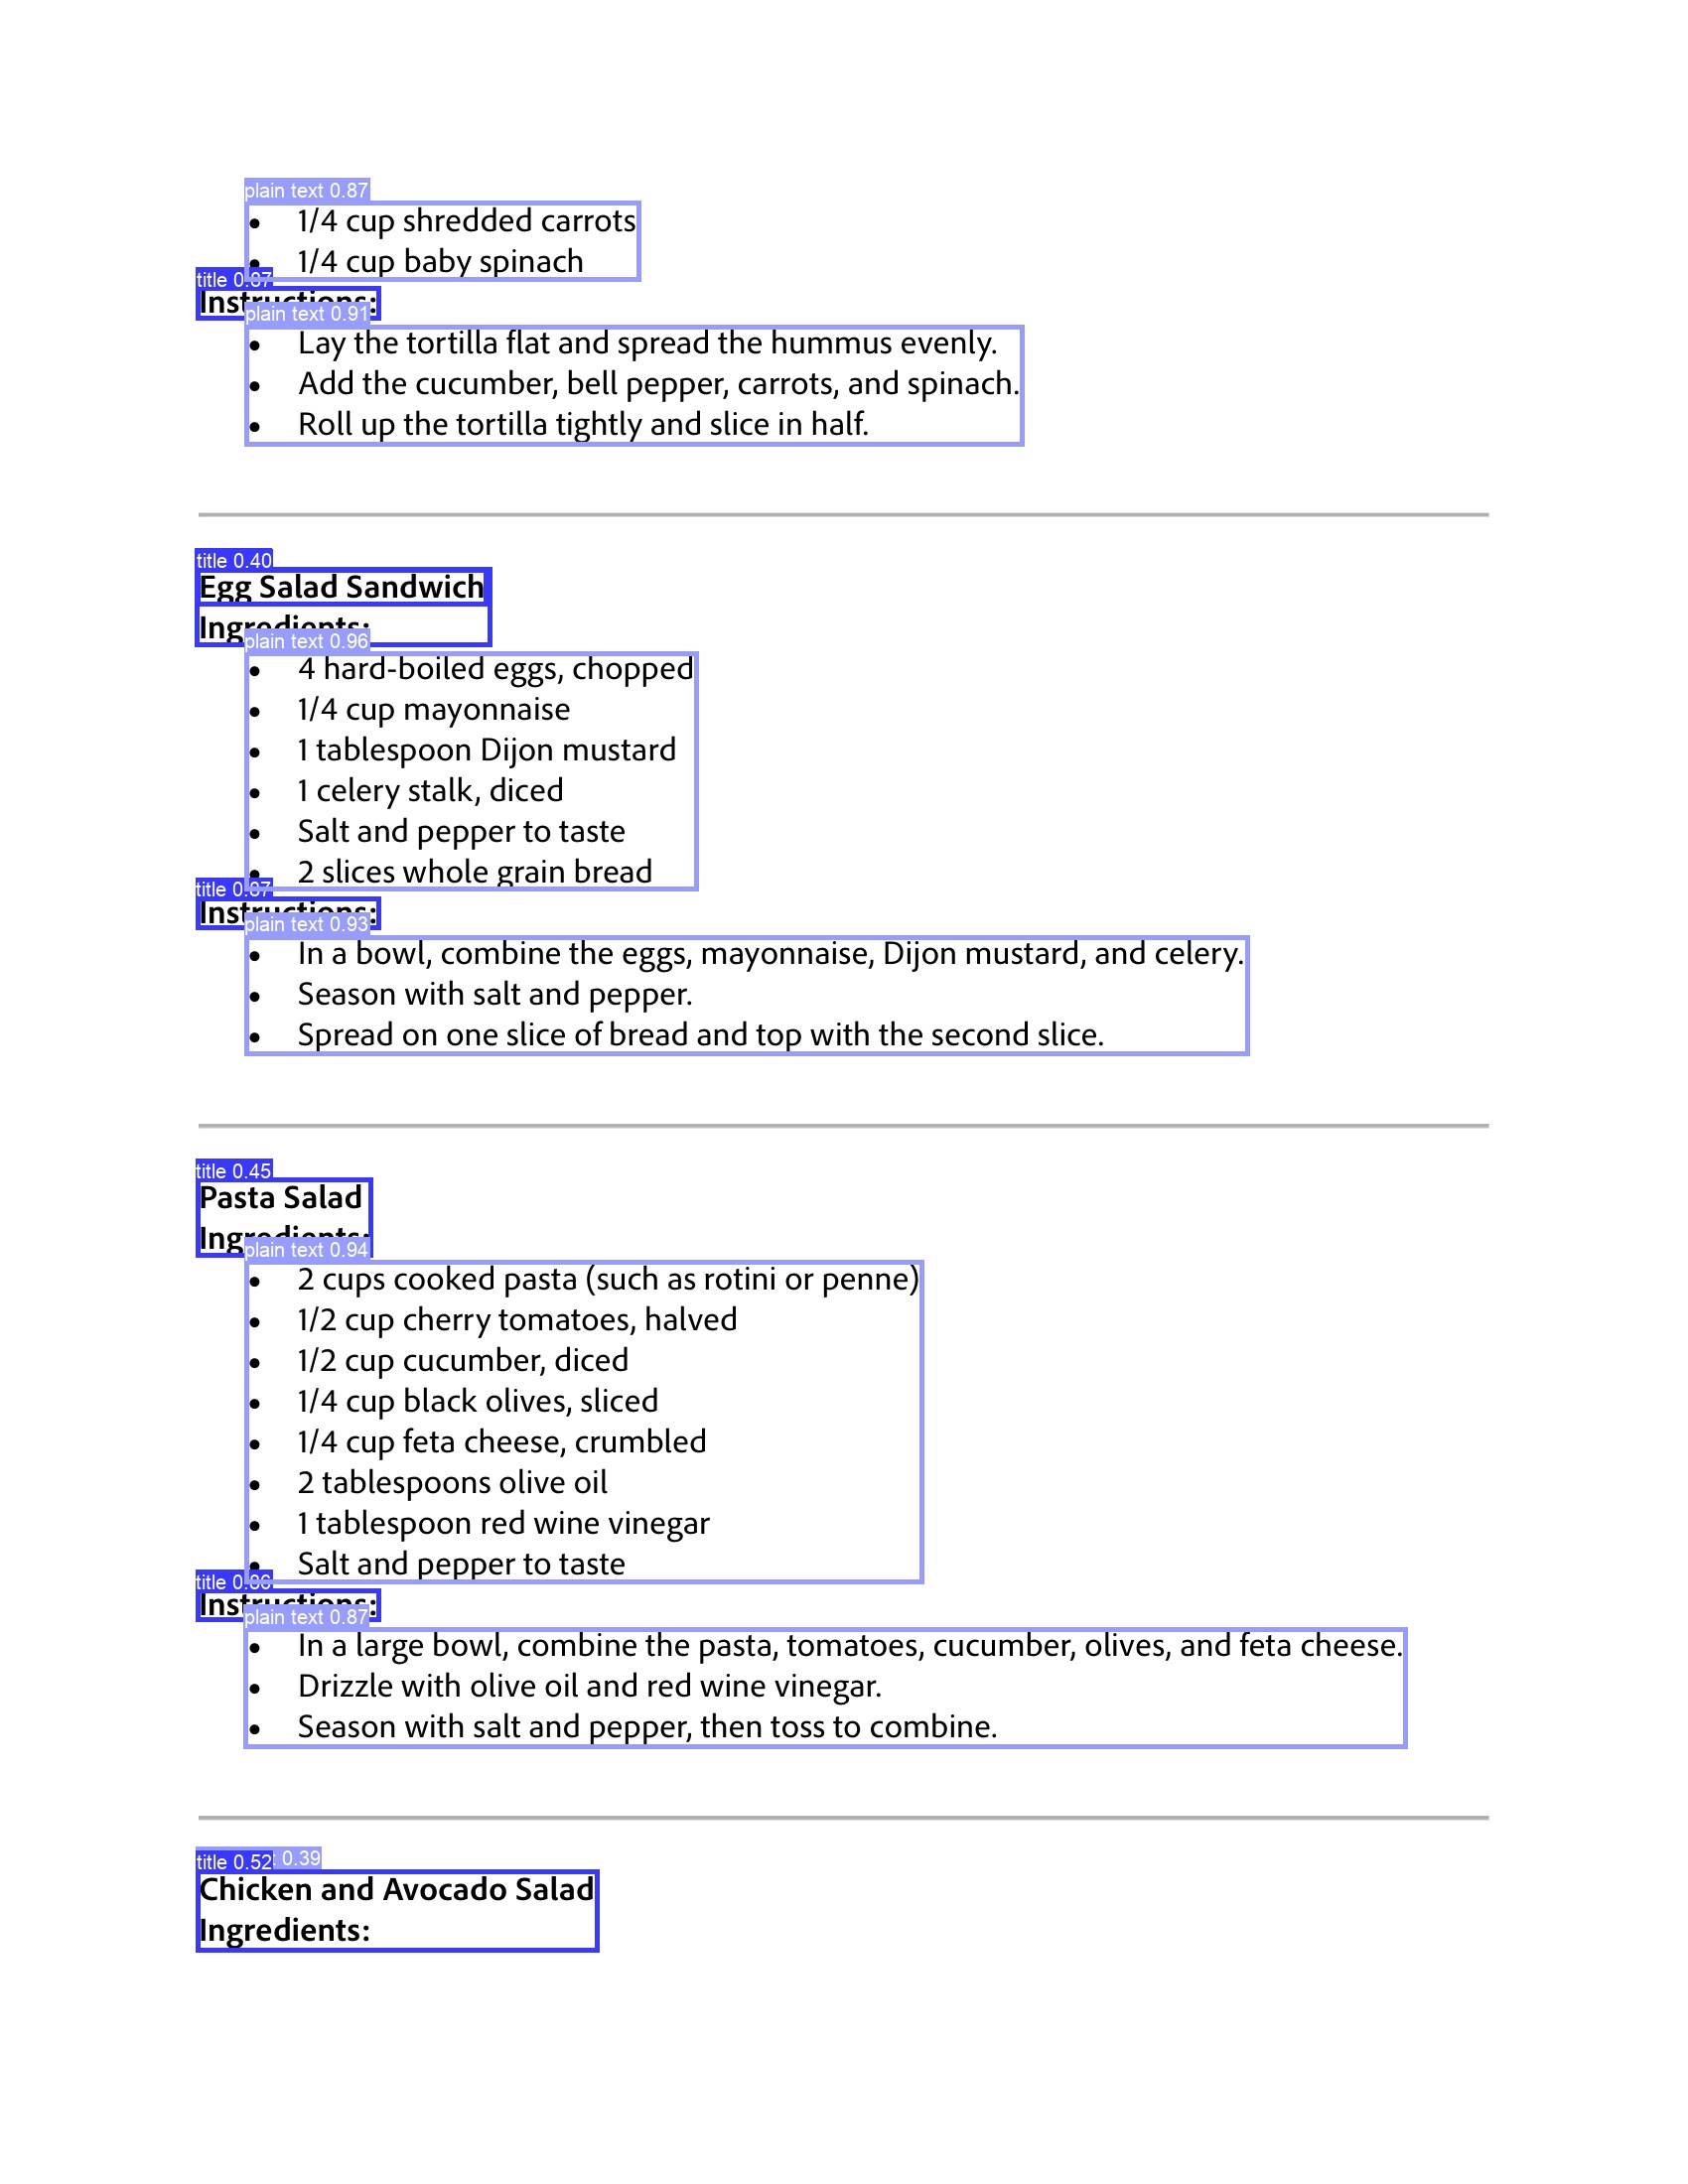 plain text 0.87
• 1/4 cup shredded carrots
• 1/4 cup baby spinach
title 0.87
Instructions:
plain text 0.91
• Lay the tortilla flat and spread the hummus evenly.
• Add the cucumber, bell pepper, carrots, and spinach.
• Roll up the tortilla tightly and slice in half.
title 0.40
Egg Salad Sandwich
Ingredients:
plain text 0.96
• 4 hard-boiled eggs, chopped
• 1/4 cup mayonnaise
• 1 tablespoon Dijon mustard
• 1 celery stalk, diced
• Salt and pepper to taste
• 2 slices whole grain bread
title 0.87
Instructions:
plain text 0.93
• In a bowl, combine the eggs, mayonnaise, Dijon mustard, and celery.
• Season with salt and pepper.
• Spread on one slice of bread and top with the second slice.
title 0.45
Pasta Salad
Ingredients:
plain text 0.94
• 2 cups cooked pasta (such as rotini or penne)
• 1/2 cup cherry tomatoes, halved
• 1/2 cup cucumber, diced
• 1/4 cup black olives, sliced
• 1/4 cup feta cheese, crumbled
• 2 tablespoons olive oil
• 1 tablespoon red wine vinegar
• Salt and pepper to taste
title 0.86
Instructions:
plain text 0.87
• In a large bowl, combine the pasta, tomatoes, cucumber, olives, and feta cheese.
• Drizzle with olive oil and red wine vinegar.
• Season with salt and pepper, then toss to combine.
title 0.52 0.39
Chicken and Avocado Salad
Ingredients: